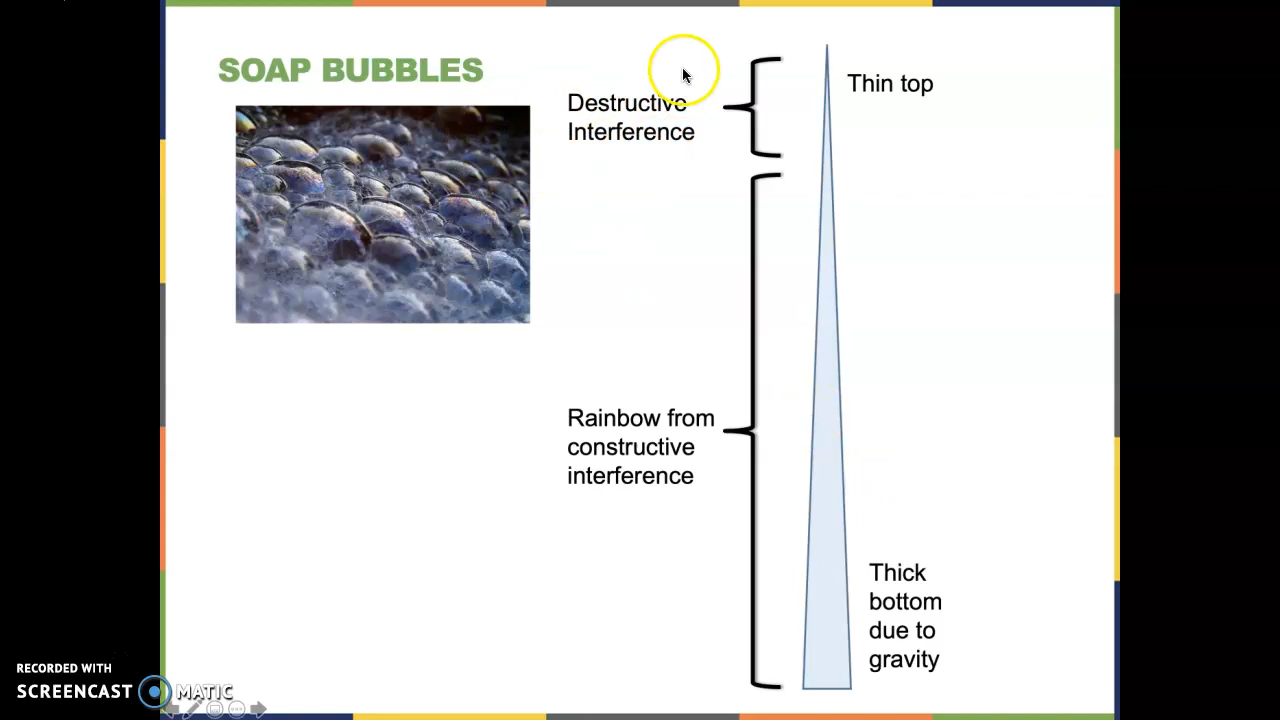 SOAP BUBBLES
Destructive
Interference
Thin top
Rainbow from
constructive
interference
Thick
bottom
due to
gravity
RECORDED WITH
SCREENCAST MATIC